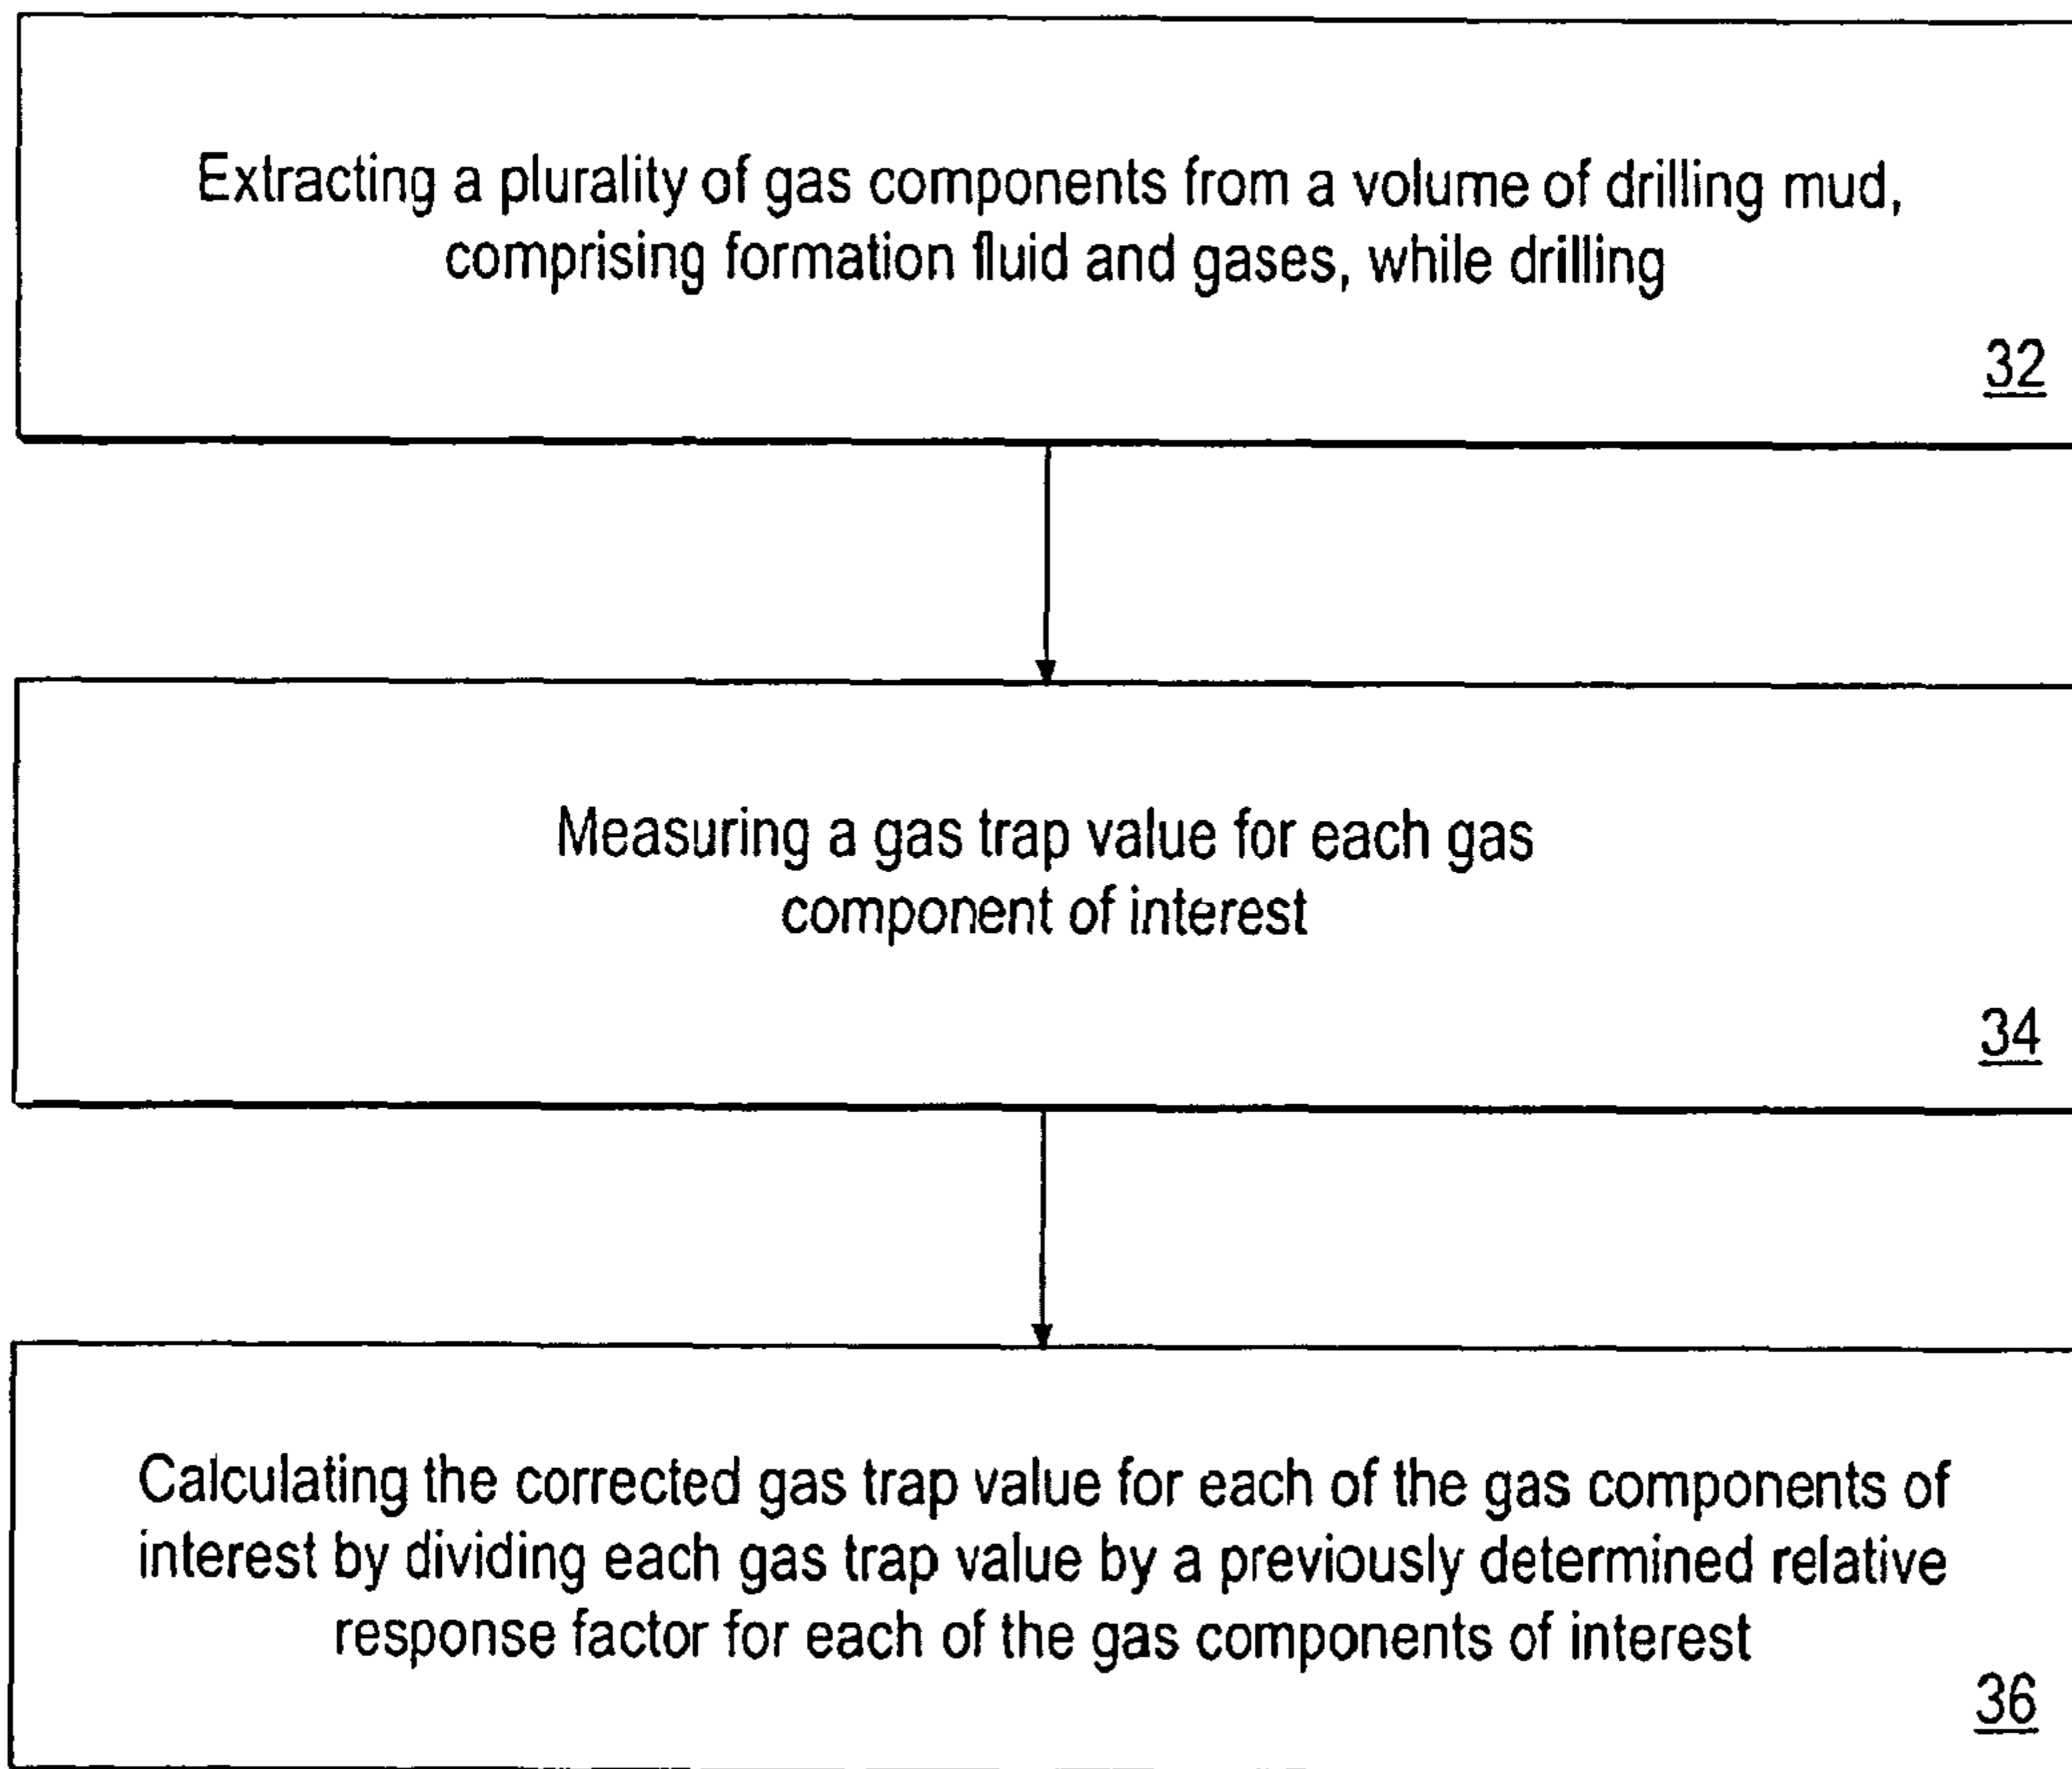 Extracting a plurality of gas components from a volume of drilling mud,
comprising formation fluid and gases, while drilling
32
Measuring a gas trap value for each gas
component of interest
34
Calculating the corrected gas trap value for each of the gas components of
interest by dividing each gas trap value by a previously determined relative
response factor for each of the gas components of interest
36